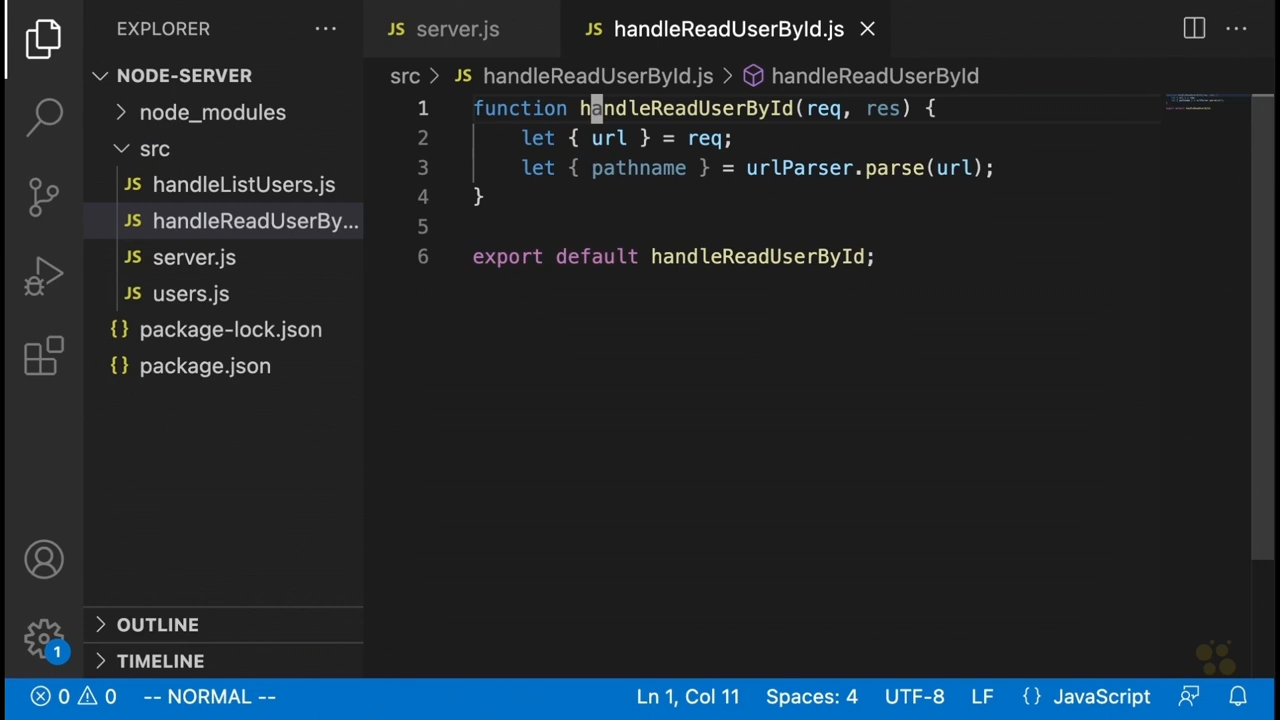 EXPLORER
NODE-SERVER
node_modules
src
JS handleListUsers.js
JS handleReadUserBy...
JS server.js
JS users.js
{} package-lock.json
{} package.json
OUTLINE
TIMELINE
1
JS server.js
JS handleReadUserById.js
src > JS handleReadUserById.js > handleReadUserById
1 function handleReadUserById(req, res) {
2 let { url } = req;
3 let { pathname } = urlParser.parse(url);
4 }
5
6 export default handleReadUserById;
0 0 -- NORMAL -- Ln 1, Col 11 Spaces: 4 UTF-8 LF {} JavaScript